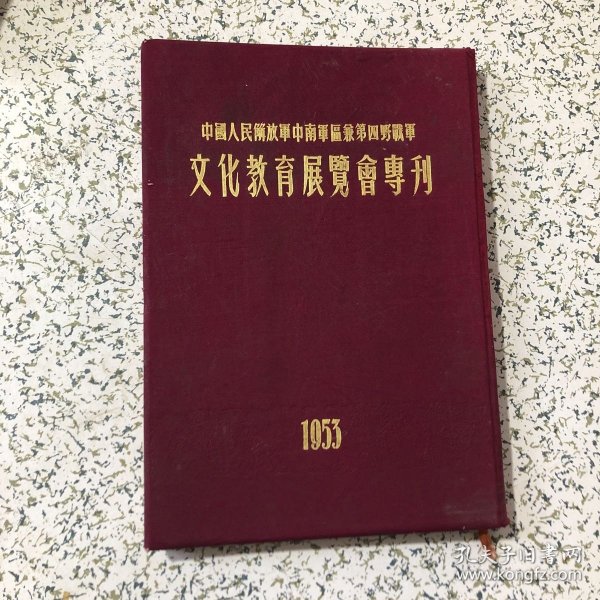 中國人民解放軍中南軍區兼第四野戰軍
文化教育展覽會專刊
1953
孔夫子旧书网
www.kongfz.com